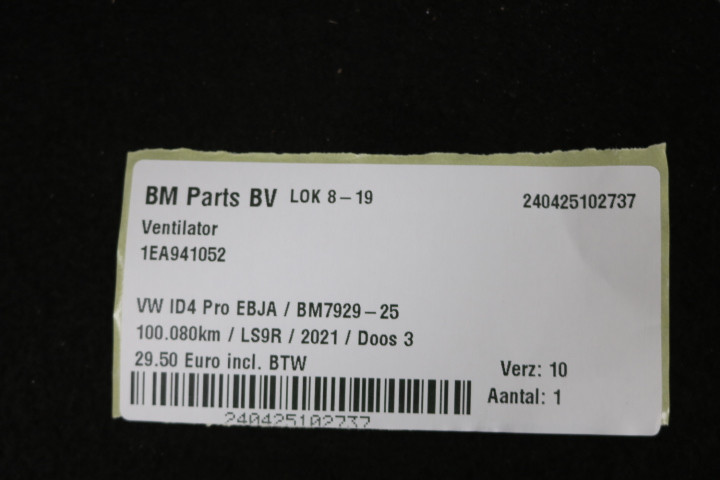 BM Parts BV LOK 8-19 240425102737
Ventilator
1EA941052
VW ID4 Pro EBJA / BM7929-25
100.080km / LS9R / 2021 / Doos 3
29.50 Euro incl. BTW
Verz: 10
Aantal: 1
240425102737